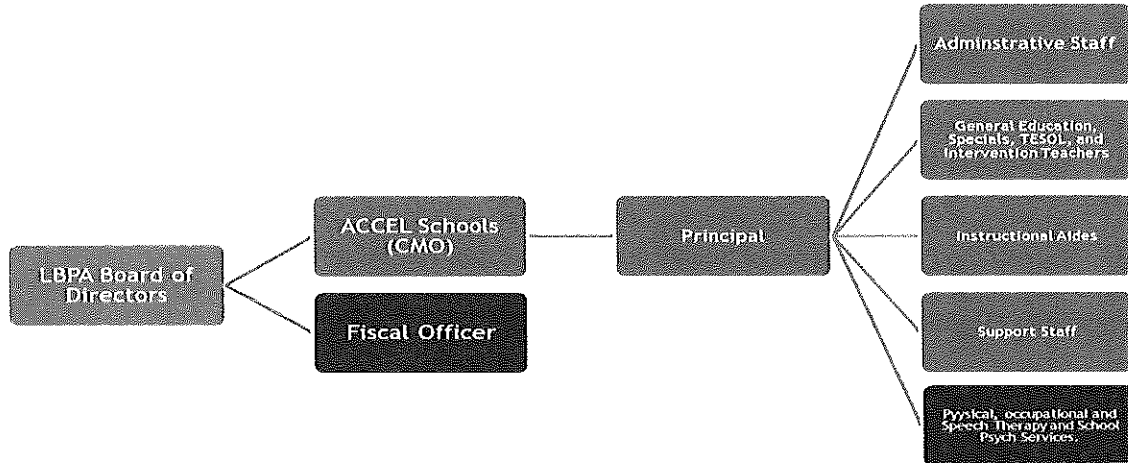 LBPA Board of
Directors
ACCEL Schools
(CMO)
Fiscal Officer
Principal
Adminstrative Staff
General Education,
Specials, TESOL, and
Intervention Teachers
Instructional Aides
Support Staff
Pyysical, occupational and
Speech Therapy and School
Psych Services.